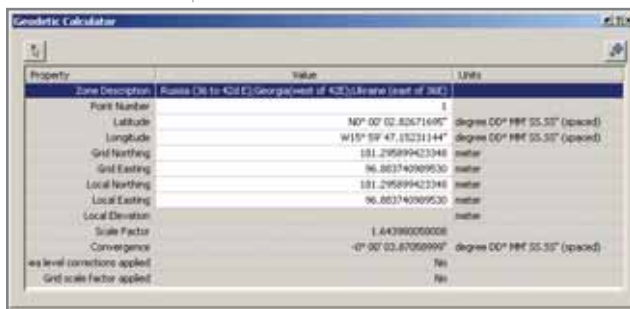 Geodetic Calculator
Property Value Units
Zone Description Russia (36 to 42d E);Georgia(west of 42E);Ukraine (east of 36E)
Point Number 1
Latitude N0° 00' 02.82671695" degree DD° MM' SS.SS" (spaced)
Longitude W15° 59' 47.15231144" degree DD° MM' SS.SS" (spaced)
Grid Northing 101.295899423348 meter
Grid Easting 96.883740989530 meter
Local Northing 101.295899423348 meter
Local Easting 96.883740989530 meter
Local Elevation meter
Scale Factor 1.643980050008
Convergence -0° 00' 03.87058999" degree DD° MM' SS.SS" (spaced)
ea level corrections applied No
Grid scale factor applied No